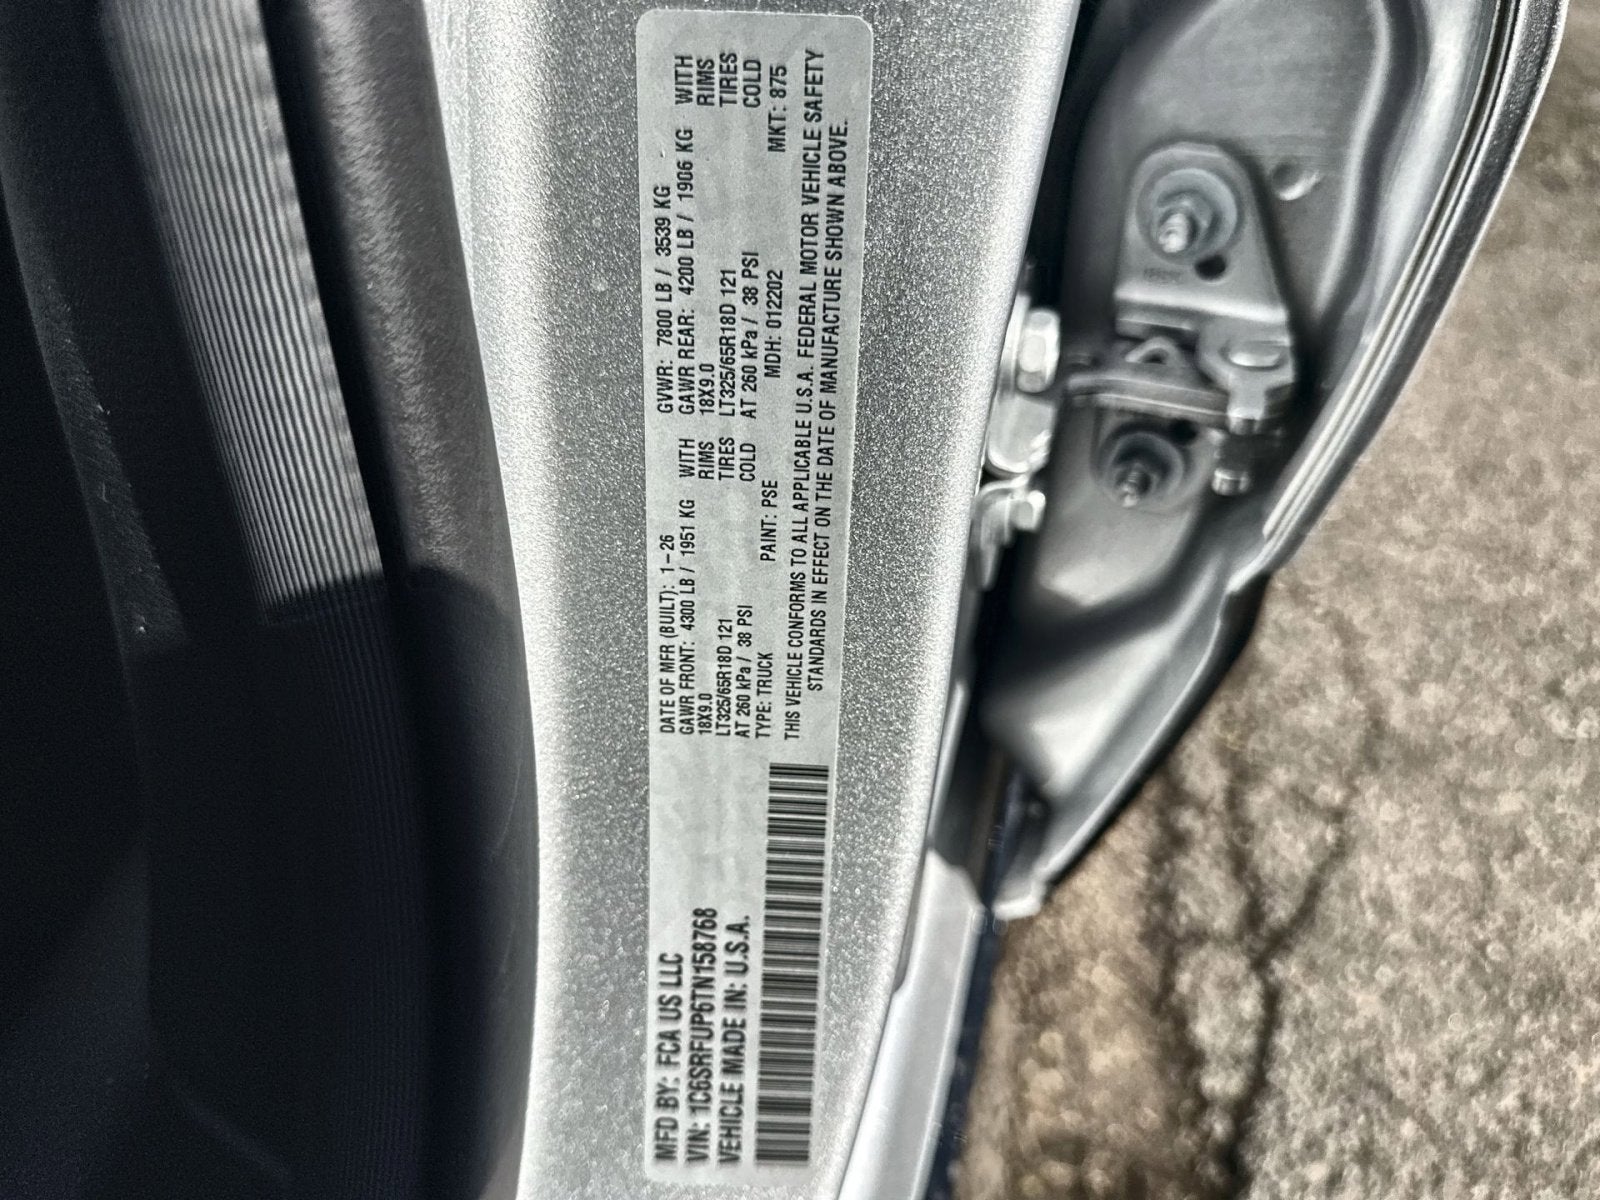 MFD BY: FCA US LLC
VIN: 1C6SRFUP6TN158768
VEHICLE MADE IN: U.S.A.
DATE OF MFR (BUILT): 1-26 GVWR: 7800 LB / 3539 KG
GAWR FRONT: 4300 LB / 1951 KG WITH GAWR REAR: 4200 LB / 1906 KG WITH
18X9.0 RIMS 18X9.0 RIMS
LT325/65R18D 121 TIRES LT325/65R18D 121 TIRES
AT 260 kPa / 38 PSI COLD AT 260 kPa / 38 PSI COLD
TYPE: TRUCK PAINT: PSE MDH: 012202 MKT: 875
THIS VEHICLE CONFORMS TO ALL APPLICABLE U.S.A. FEDERAL MOTOR VEHICLE SAFETY
STANDARDS IN EFFECT ON THE DATE OF MANUFACTURE SHOWN ABOVE.